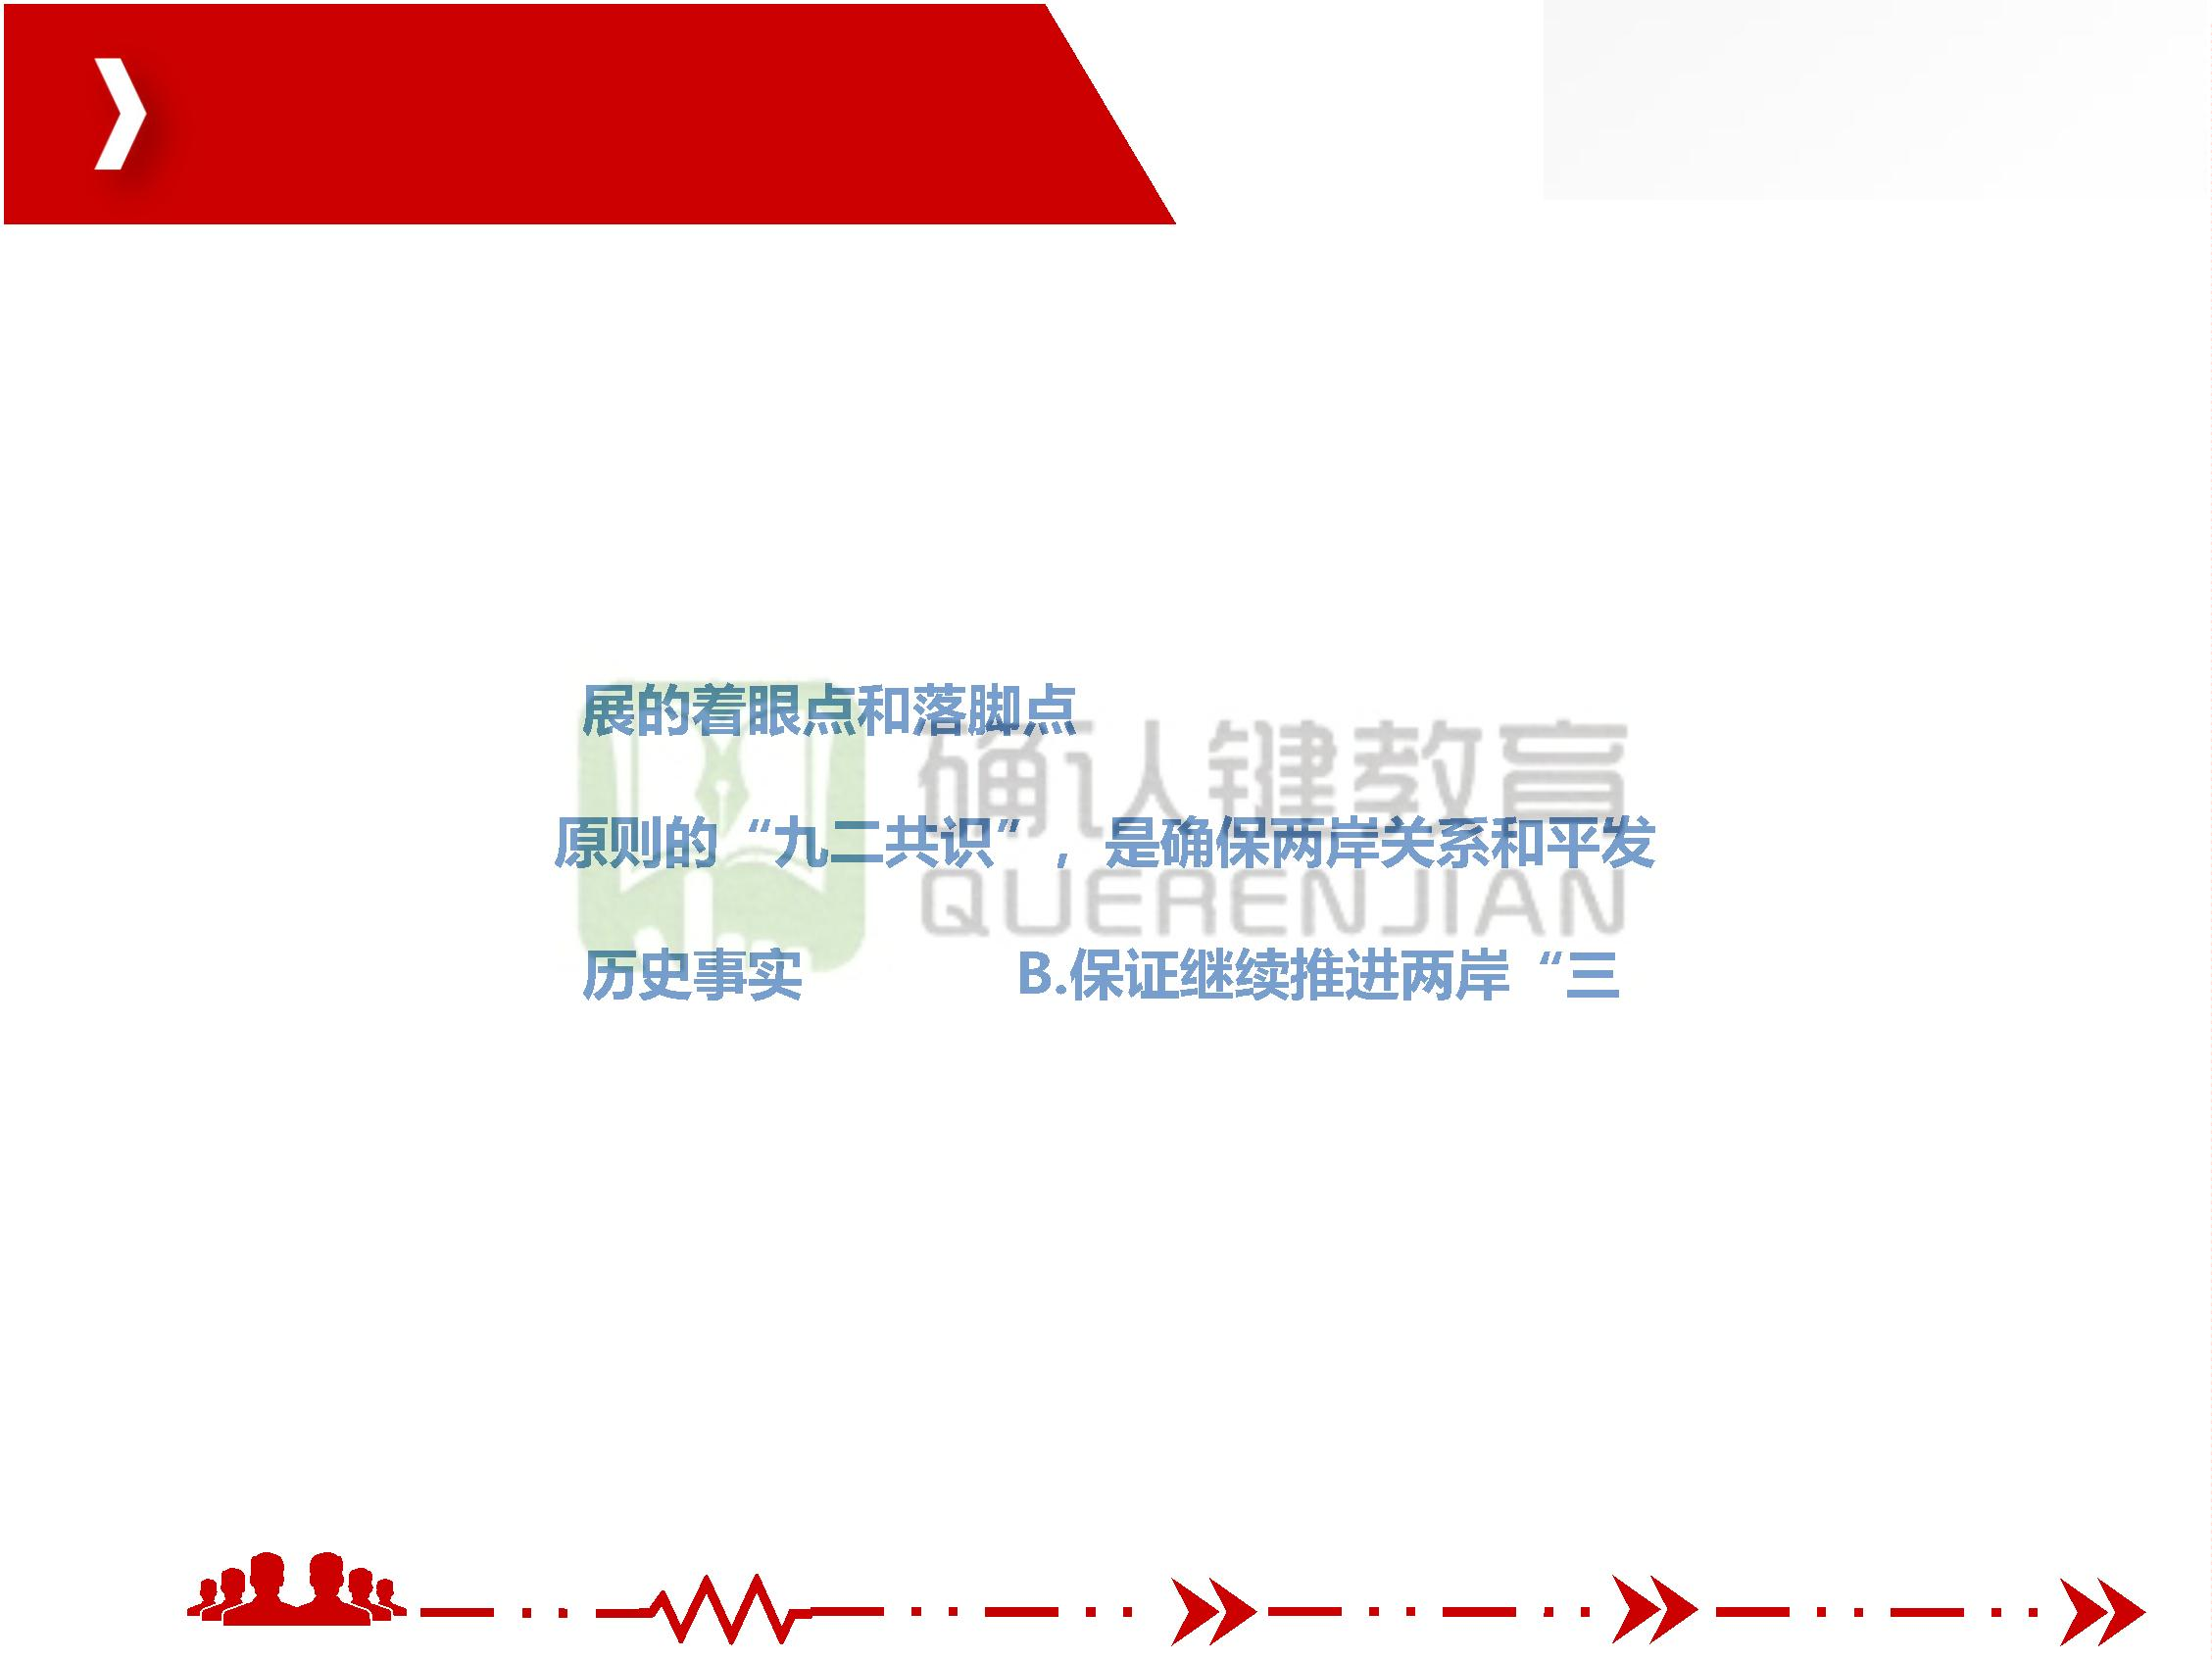 展的着眼点和落脚点
确认键教育
原则的“九二共识”，是确保两岸关系和平发
QUERENJIAN
历史事实 B.保证继续推进两岸“三